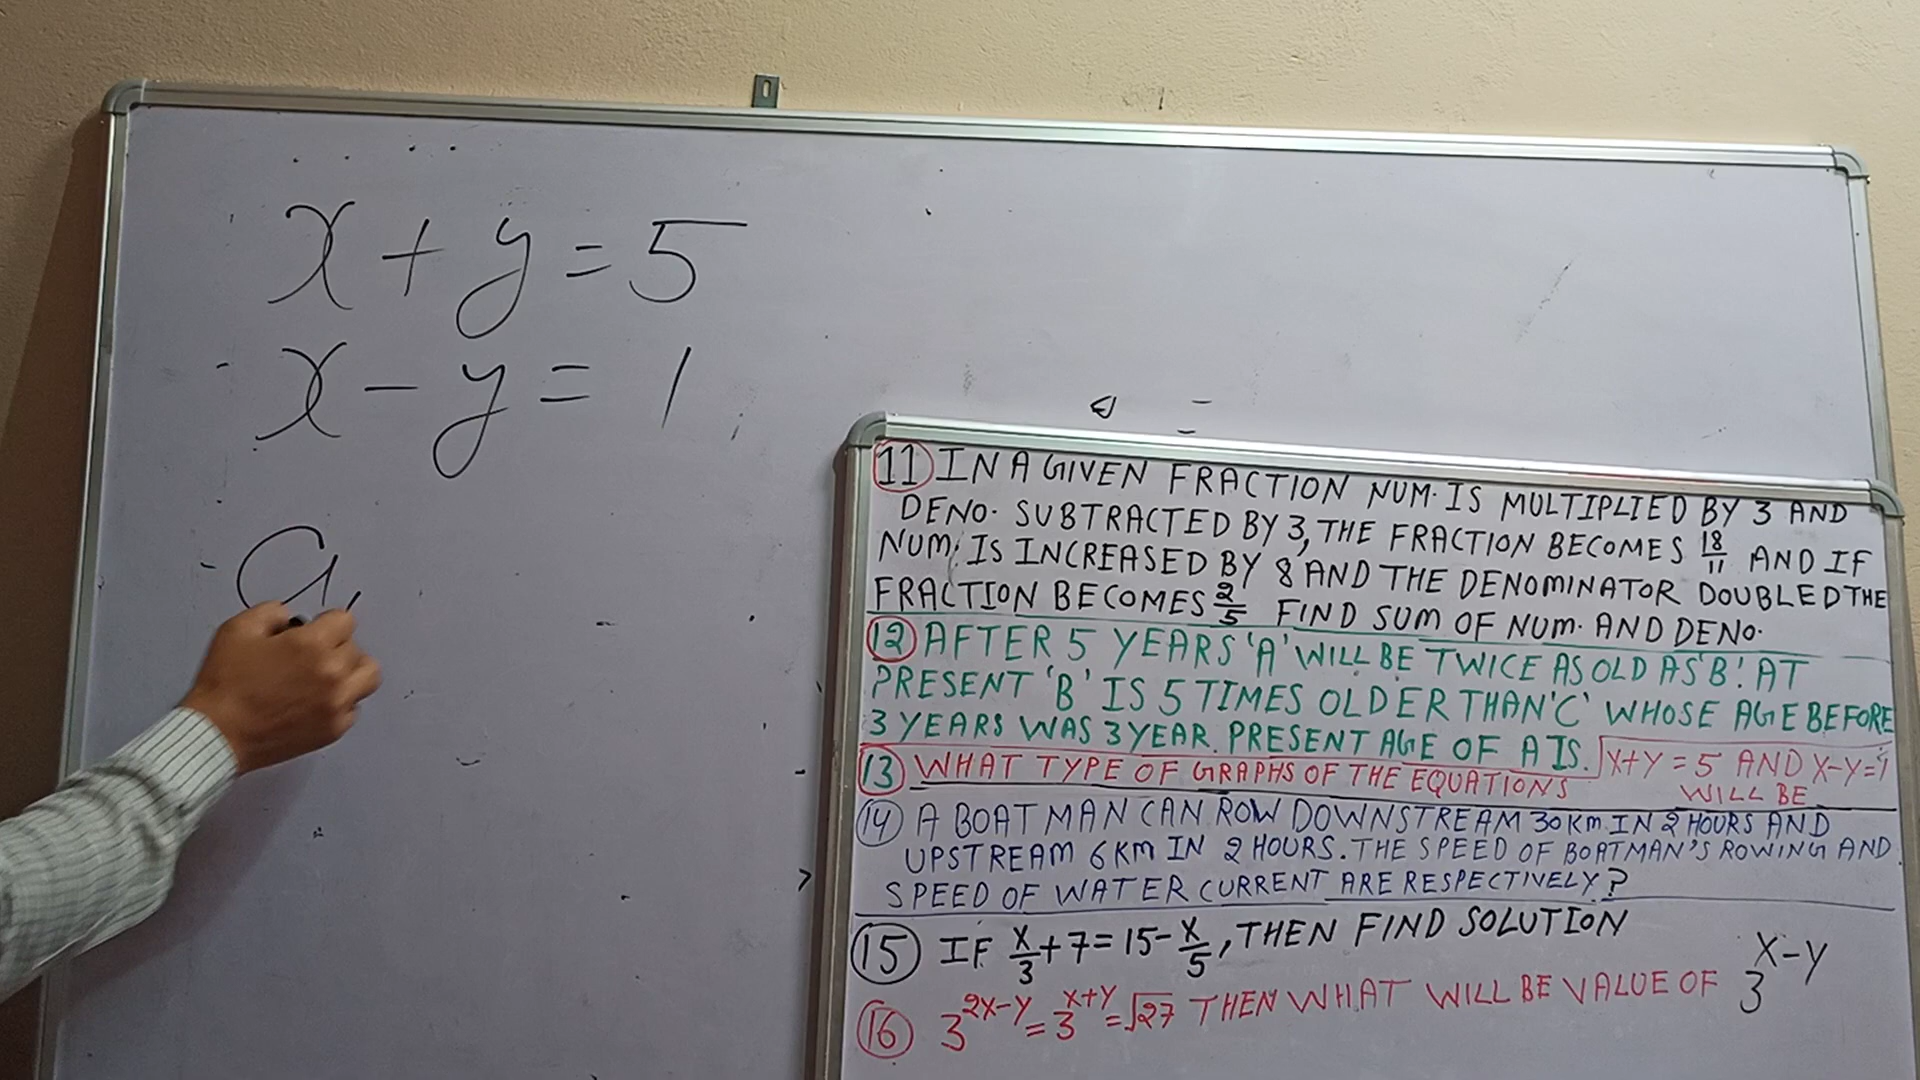 x + y = 5
x - y = 1
a,
11 IN A GIVEN FRACTION NUM. IS MULTIPLIED BY 3 AND
DENO. SUBTRACTED BY 3, THE FRACTION BECOMES 18/11 AND IF
NUM. IS INCREASED BY 8 AND THE DENOMINATOR DOUBLED THE
FRACTION BECOMES 2/5 FIND SUM OF NUM. AND DENO.
12 AFTER 5 YEARS 'A' WILL BE TWICE AS OLD AS 'B'. AT
PRESENT 'B' IS 5 TIMES OLDER THAN 'C' WHOSE AGE BEFORE
3 YEARS WAS 3 YEAR. PRESENT AGE OF A IS.
13 WHAT TYPE OF GRAPHS OF THE EQUATIONS x+y = 5 AND x-y=1
WILL BE
14 A BOAT MAN CAN ROW DOWNSTREAM 30 Km IN 2 HOURS AND
UPSTREAM 6 KM IN 2 HOURS. THE SPEED OF BOATMAN'S ROWING AND
SPEED OF WATER CURRENT ARE RESPECTIVELY?
15 IF x/3 + 7 = 15 - x/5, THEN FIND SOLUTION
16 3^(2x-y) = 3^(x+y) = √27 THEN WHAT WILL BE VALUE OF 3^(x-y)